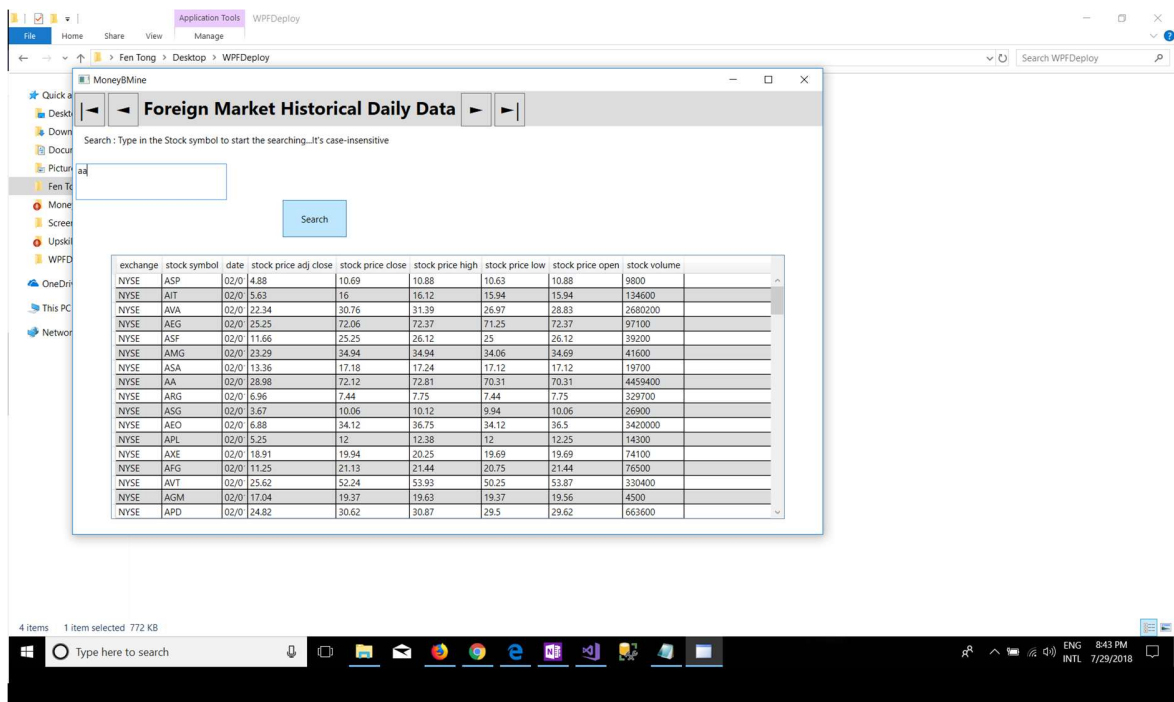 Application Tools WPFDeploy
File Home Share View Manage
Fen Tong > Desktop > WPFDeploy Search WPFDeploy
MoneyBMine
Quick a
Foreign Market Historical Daily Data
Deskt
Down
Search : Type in the Stock symbol to start the searching...It's case-insensitive
Docur
Pictur
aa
Fen To
Mone
Search
Screer
Upskil
WPFD
exchange stock symbol date stock price adj close stock price close stock price high stock price low stock price open stock volume
NYSE ASP 02/0 4.88 10.69 10.88 10.63 10.88 9800
OneDri
NYSE AIT 02/0 5.63 16 16.12 15.94 15.94 134600
This PC
NYSE AVA 02/0 22.34 30.76 31.39 26.97 28.83 2680200
NYSE AEG 02/0 25.25 72.06 72.37 71.25 72.37 97100
Networ
NYSE ASF 02/0 11.66 25.25 26.12 25 26.12 39200
NYSE AMG 02/0 23.29 34.94 34.94 34.06 34.69 41600
NYSE ASA 02/0 13.36 17.18 17.24 17.12 17.12 19700
NYSE AA 02/0 28.98 72.12 72.81 70.31 70.31 4459400
NYSE ARG 02/0 6.96 7.44 7.75 7.44 7.75 329700
NYSE ASG 02/0 3.67 10.06 10.12 9.94 10.06 26900
NYSE AEO 02/0 6.88 34.12 36.75 34.12 36.5 3420000
NYSE APL 02/0 5.25 12 12.38 12 12.25 14300
NYSE AXE 02/0 18.91 19.94 20.25 19.69 19.69 74100
NYSE AFG 02/0 11.25 21.13 21.44 20.75 21.44 76500
NYSE AVT 02/0 25.62 52.24 53.93 50.25 53.87 330400
NYSE AGM 02/0 17.04 19.37 19.63 19.37 19.56 4500
NYSE APD 02/0 24.82 30.62 30.87 29.5 29.62 663600
4 items 1 item selected 772 KB
Type here to search
ENG 8:43 PM
INTL 7/29/2018